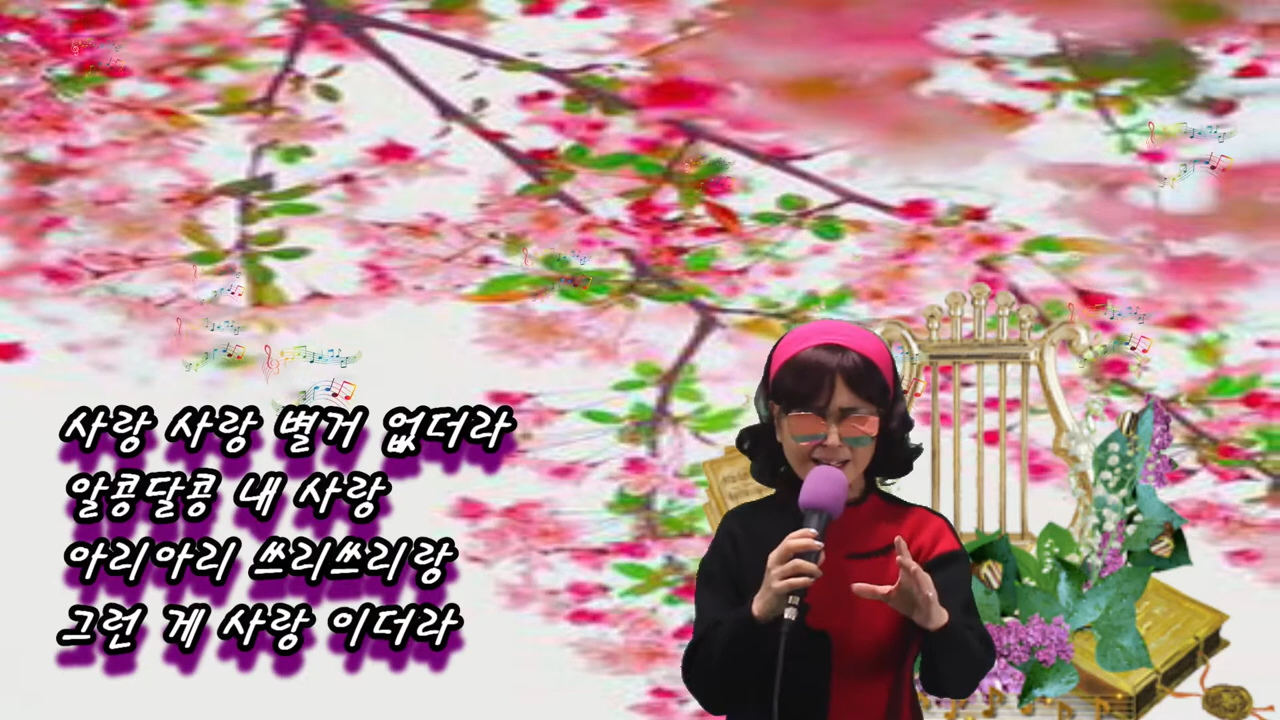 사랑 사랑 별거 없더라
알콩달콩 내 사랑
아리아리 쓰리쓰리랑
그런 게 사랑 이더라